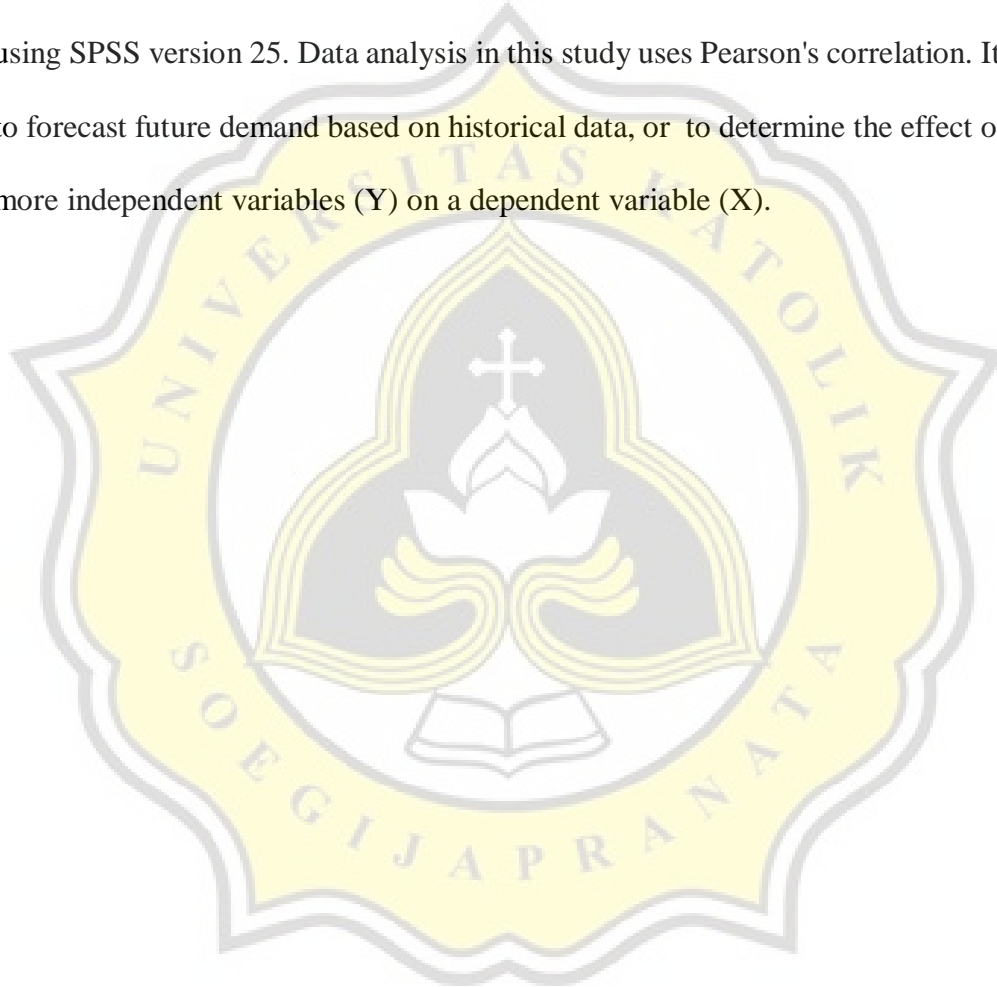 using SPSS version 25. Data analysis in this study uses Pearson's correlation. It
to forecast future demand based on historical data, or to determine the effect o
more independent variables (Y) on a dependent variable (X).
UNIVERSITAS KATOLIK
SOEGIJAPRANATA